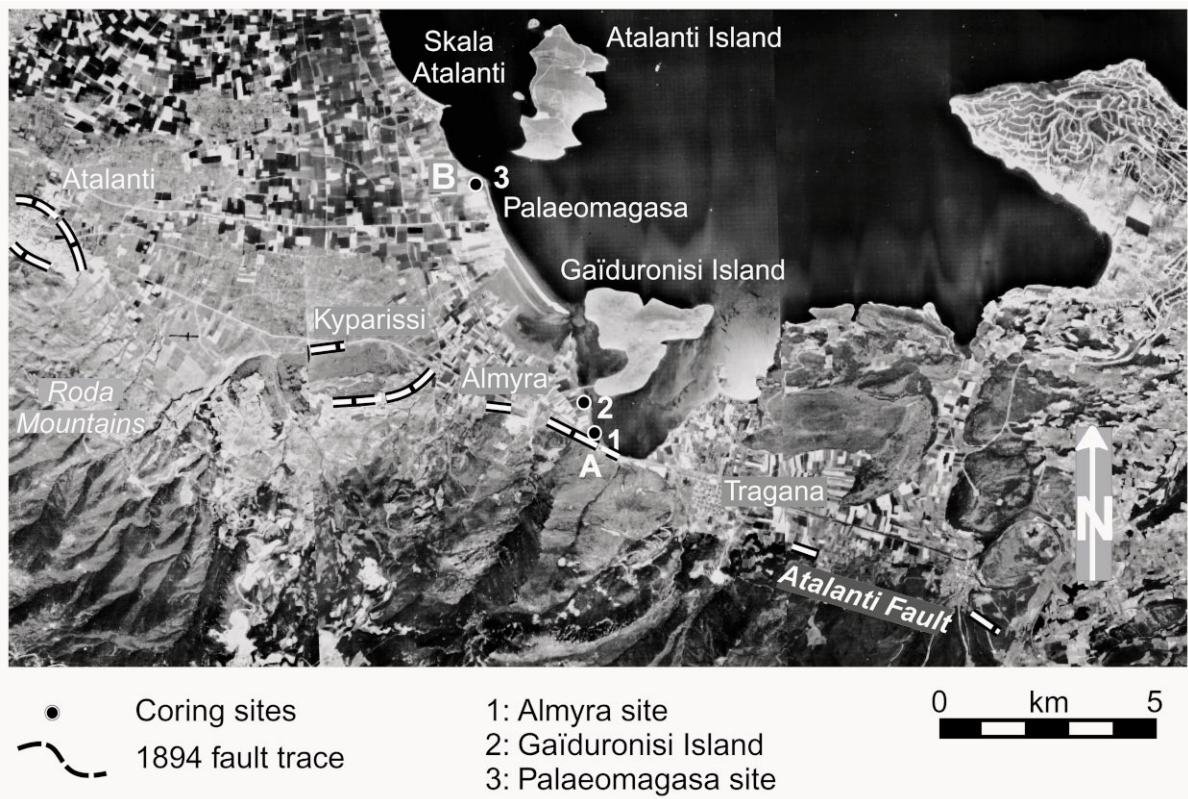 Skala
Atalanti
Atalanti Island
Atalanti
B 3
Palaeomagasa
Gaïduronisi Island
Kyparissi
Almyra
Roda
Mountains
2
1
A
Tragana
N
Atalanti Fault
Coring sites
1894 fault trace
1: Almyra site
2: Gaïduronisi Island
3: Palaeomagasa site
0 km 5